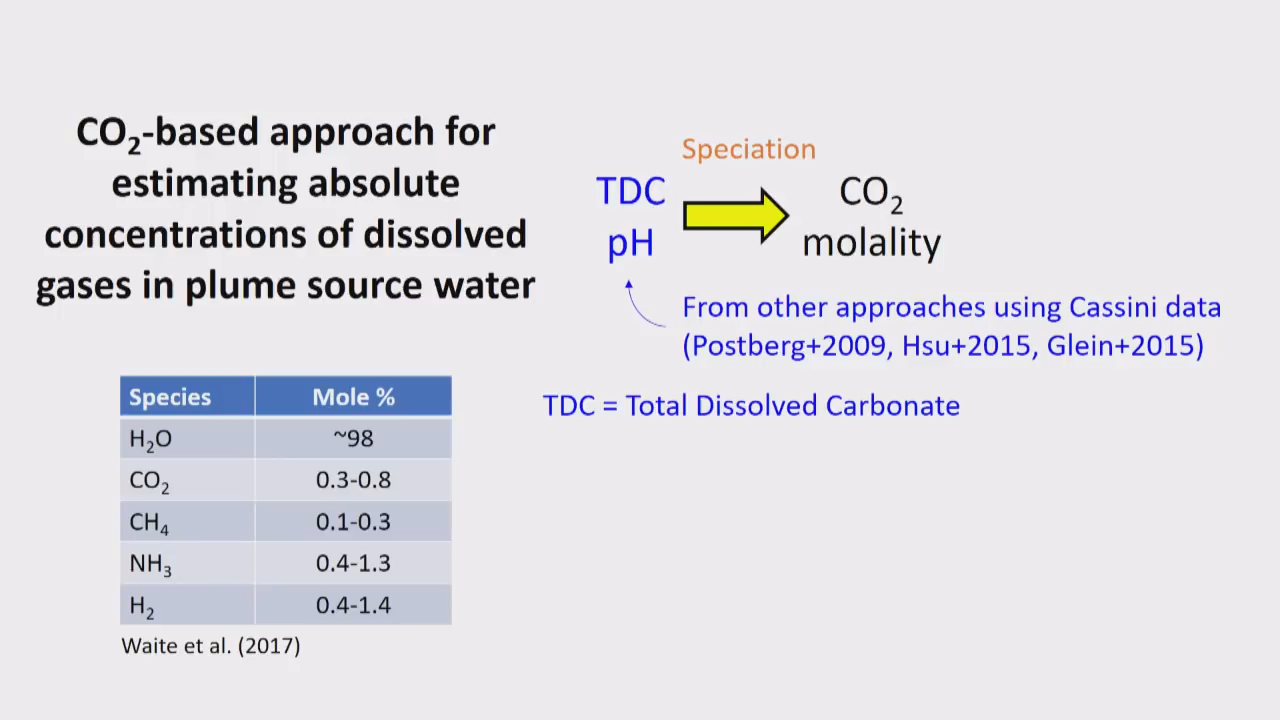 CO₂-based approach for
estimating absolute
concentrations of dissolved
gases in plume source water
Speciation
TDC
pH
CO₂
molality
From other approaches using Cassini data
(Postberg+2009, Hsu+2015, Glein+2015)
TDC = Total Dissolved Carbonate
Species Mole %
H₂O ~98
CO₂ 0.3-0.8
CH₄ 0.1-0.3
NH₃ 0.4-1.3
H₂ 0.4-1.4
Waite et al. (2017)